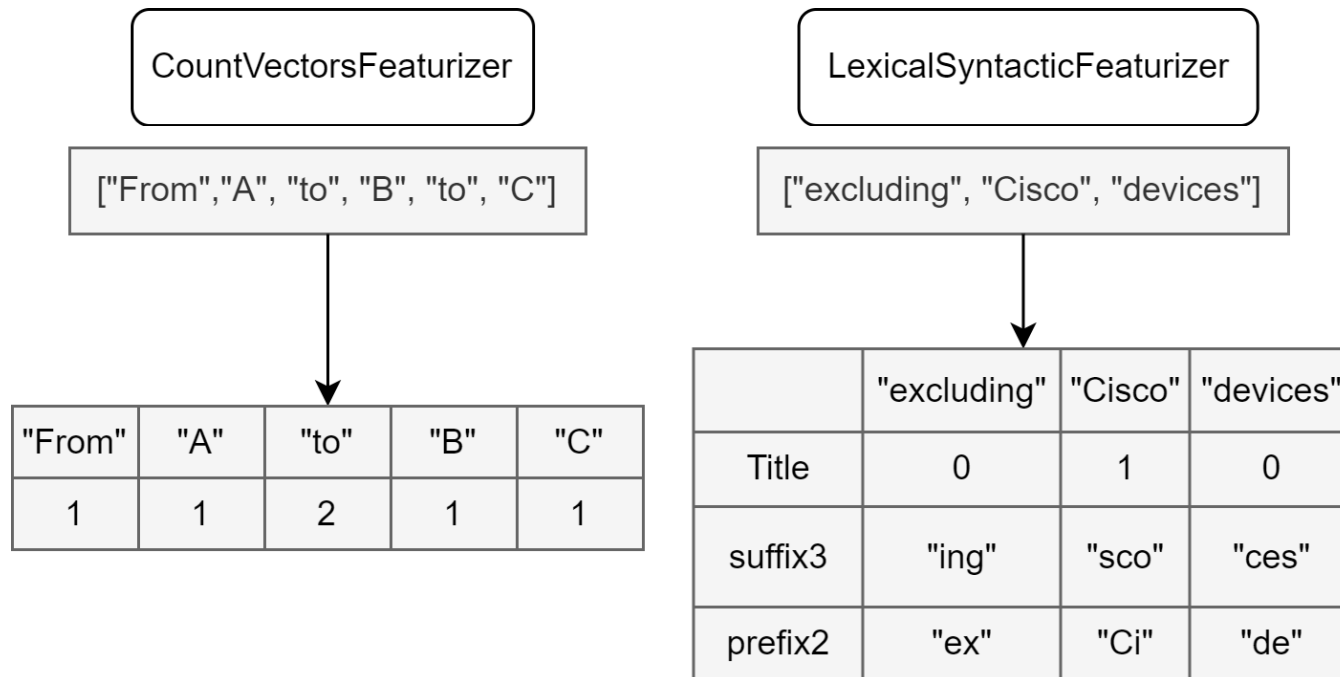 CountVectorsFeaturizer
["From","A", "to", "B", "to", "C"]
"From" "A" "to" "B" "C"
1 1 2 1 1
LexicalSyntacticFeaturizer
["excluding", "Cisco", "devices"]
"excluding" "Cisco" "devices"
Title 0 1 0
suffix3 "ing" "sco" "ces"
prefix2 "ex" "Ci" "de"